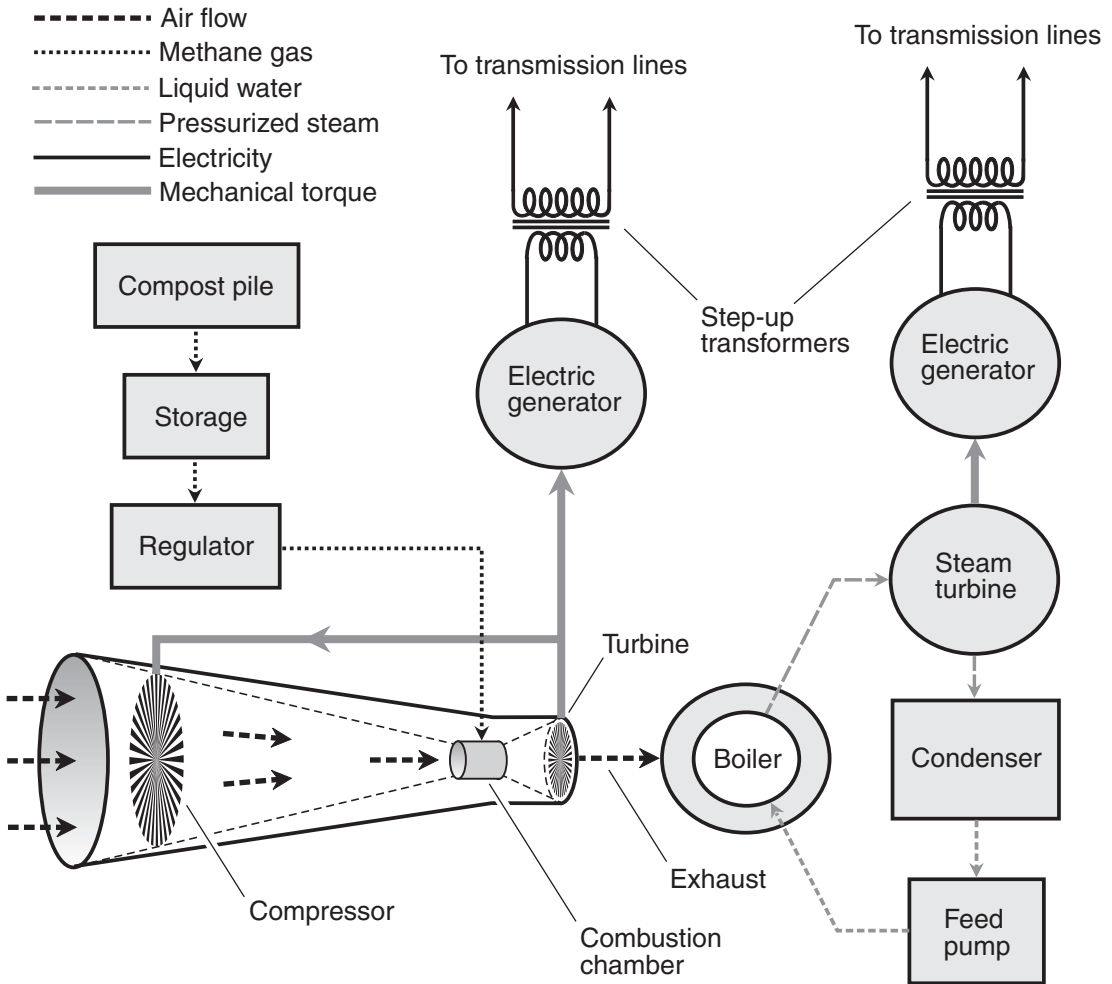 Air flow
Methane gas
Liquid water
Pressurized steam
Electricity
Mechanical torque
To transmission lines
To transmission lines
Step-up
transformers
Compost pile
Storage
Regulator
Electric
generator
Electric
generator
Steam
turbine
Turbine
Boiler
Condenser
Exhaust
Compressor
Combustion
chamber
Feed
pump